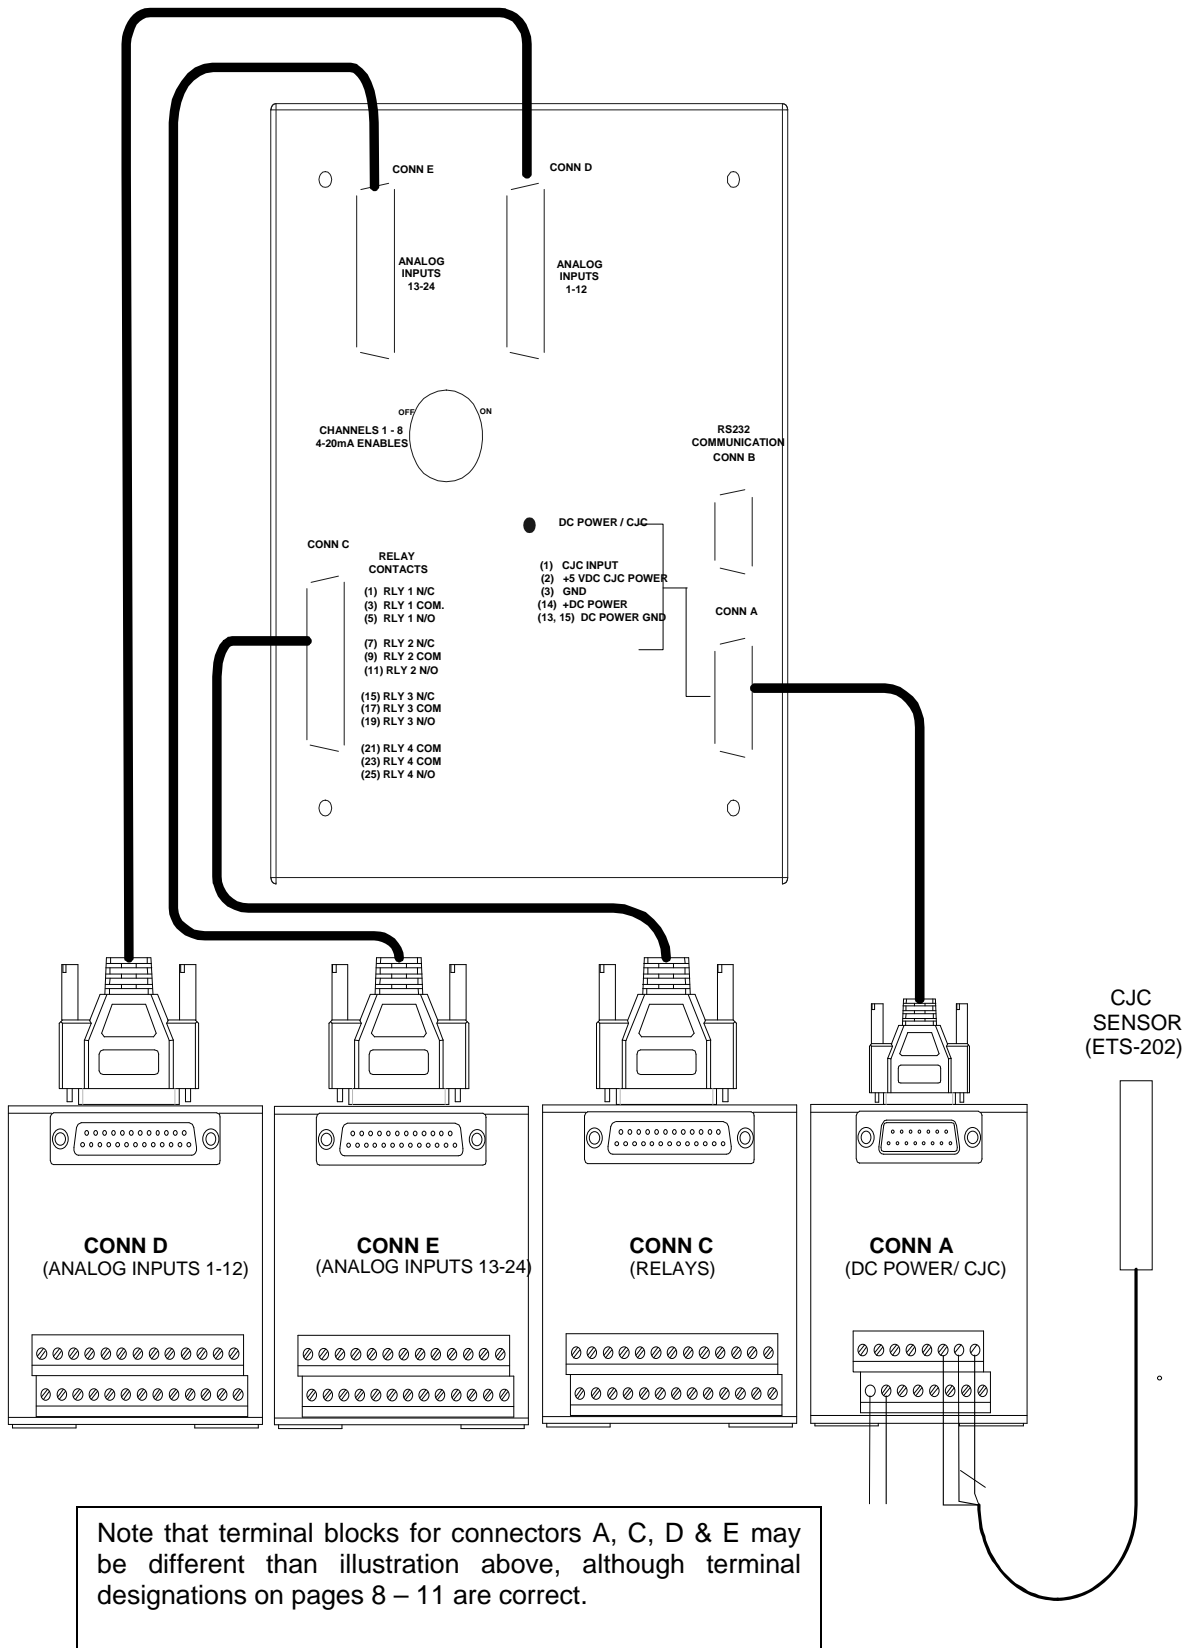 CONN E
CONN D
ANALOG
INPUTS
13-24
ANALOG
INPUTS
1-12
OFF
ON
CHANNELS 1 - 8
4-20mA ENABLES
RS232
COMMUNICATION
CONN B
DC POWER / CJC
CONN C
RELAY
CONTACTS
(1) RLY 1 N/C
(3) RLY 1 COM.
(5) RLY 1 N/O
(7) RLY 2 N/C
(9) RLY 2 COM
(11) RLY 2 N/O
(15) RLY 3 N/C
(17) RLY 3 COM
(19) RLY 3 N/O
(21) RLY 4 COM
(23) RLY 4 COM
(25) RLY 4 N/O
(1) CJC INPUT
(2) +5 VDC CJC POWER
(3) GND
(14) +DC POWER
(13, 15) DC POWER GND
CONN A
CJC
SENSOR
(ETS-202)
CONN D
(ANALOG INPUTS 1-12)
CONN E
(ANALOG INPUTS 13-24)
CONN C
(RELAYS)
CONN A
(DC POWER/ CJC)
Note that terminal blocks for connectors A, C, D & E may
be different than illustration above, although terminal
designations on pages 8 – 11 are correct.